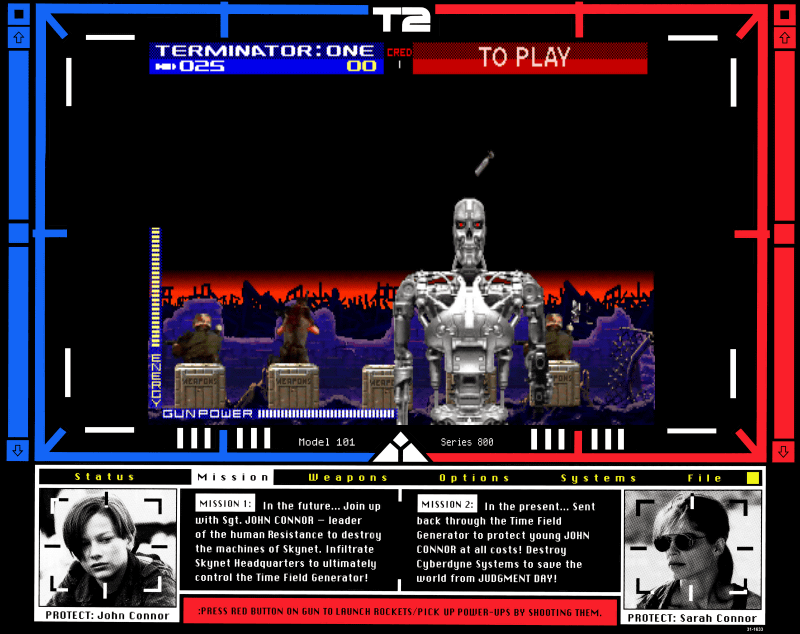 T2
TERMINATOR:ONE
CRED
TO PLAY
025
00
1
ENERGY
WEAPONS
WEAPONS
GUNPOWER
Model 101
Series 800
Status
Mission
Weapons
Options
Systems
File
MISSION 1: In the future... Join up
with Sgt. JOHN CONNOR – leader
of the human Resistance to destroy
the machines of Skynet. Infiltrate
Skynet Headquarters to ultimately
control the Time Field Generator!
MISSION 2: In the present... Sent
back through the Time Field
Generator to protect young JOHN
CONNOR at all costs! Destroy
Cyberdyne Systems to save the
world from JUDGMENT DAY!
PROTECT: John Connor
:PRESS RED BUTTON ON GUN TO LAUNCH ROCKETS/PICK UP POWER-UPS BY SHOOTING THEM.
PROTECT: Sarah Connor